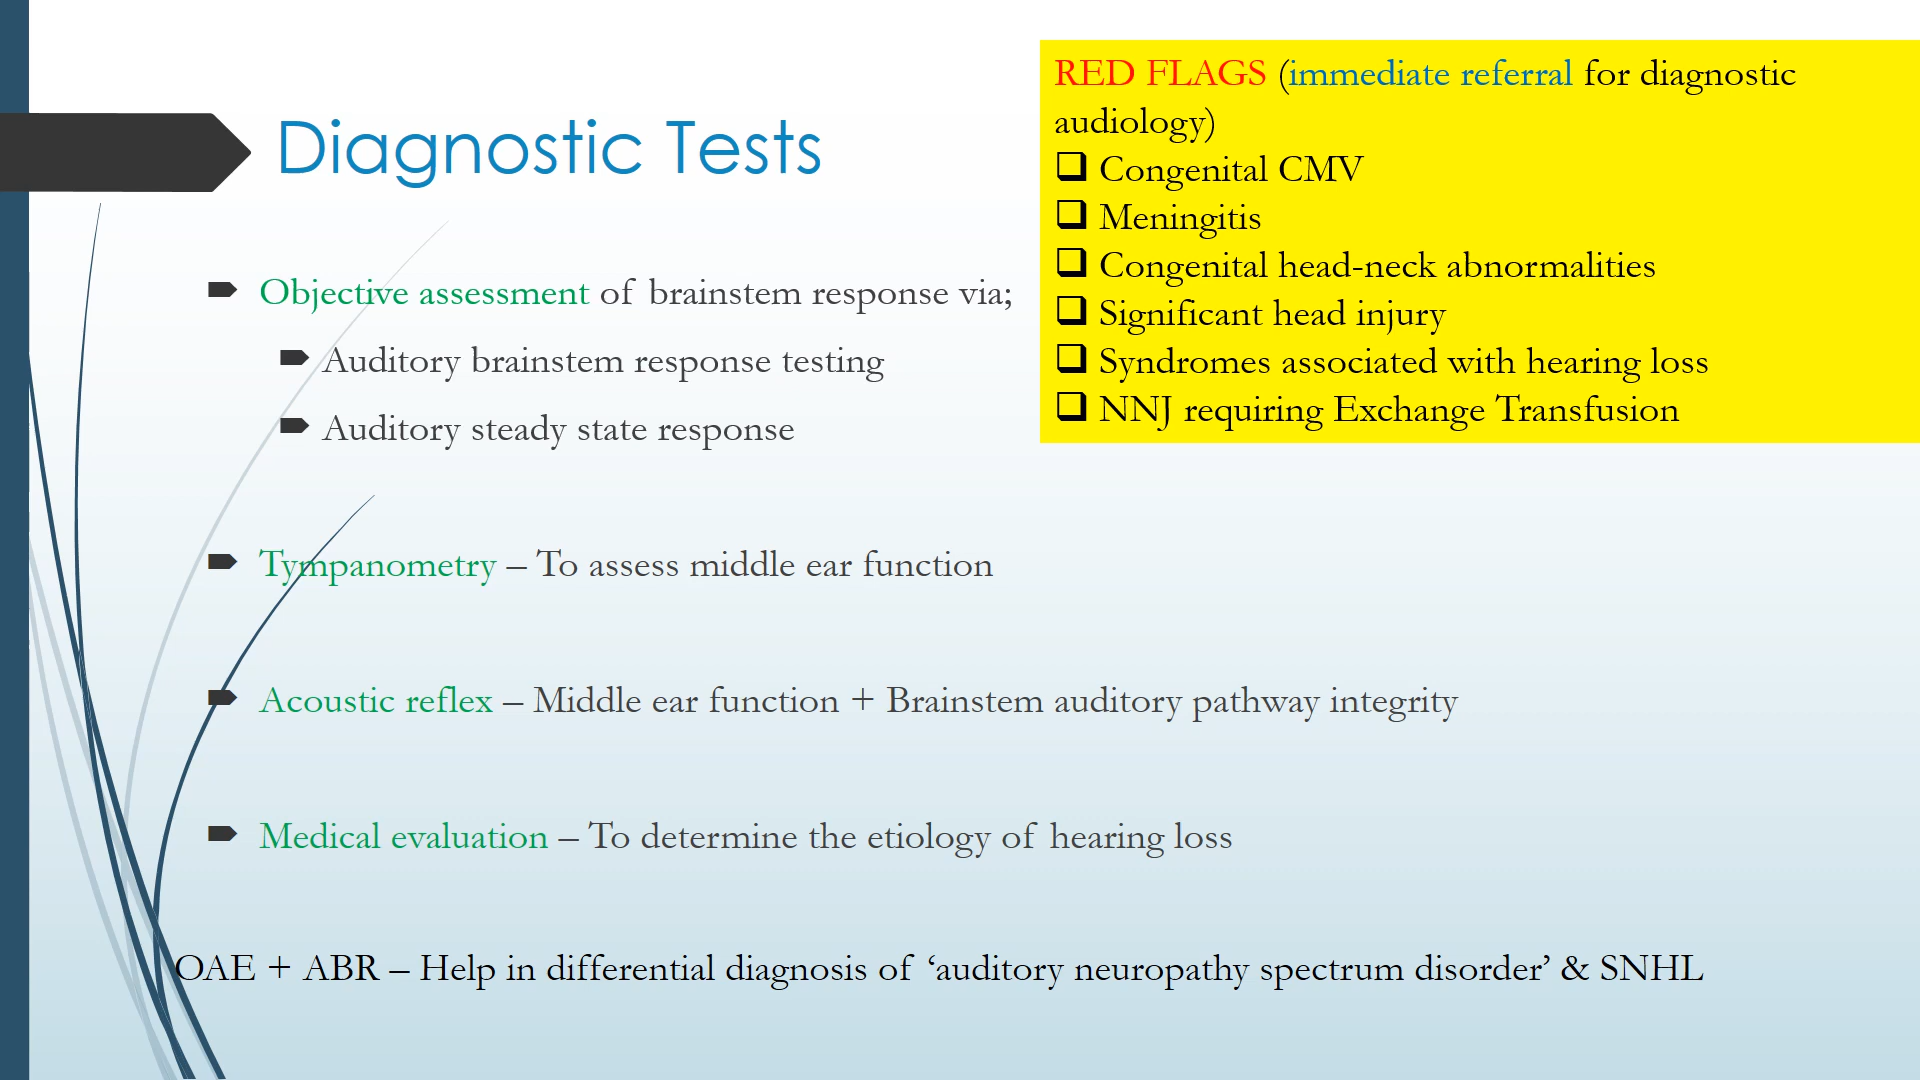 Diagnostic Tests
Objective assessment of brainstem response via;
Auditory brainstem response testing
Auditory steady state response
Tympanometry – To assess middle ear function
Acoustic reflex – Middle ear function + Brainstem auditory pathway integrity
Medical evaluation – To determine the etiology of hearing loss
OAE + ABR – Help in differential diagnosis of ‘auditory neuropathy spectrum disorder’ & SNHL
RED FLAGS (immediate referral for diagnostic
audiology)
Congenital CMV
Meningitis
Congenital head-neck abnormalities
Significant head injury
Syndromes associated with hearing loss
NNJ requiring Exchange Transfusion